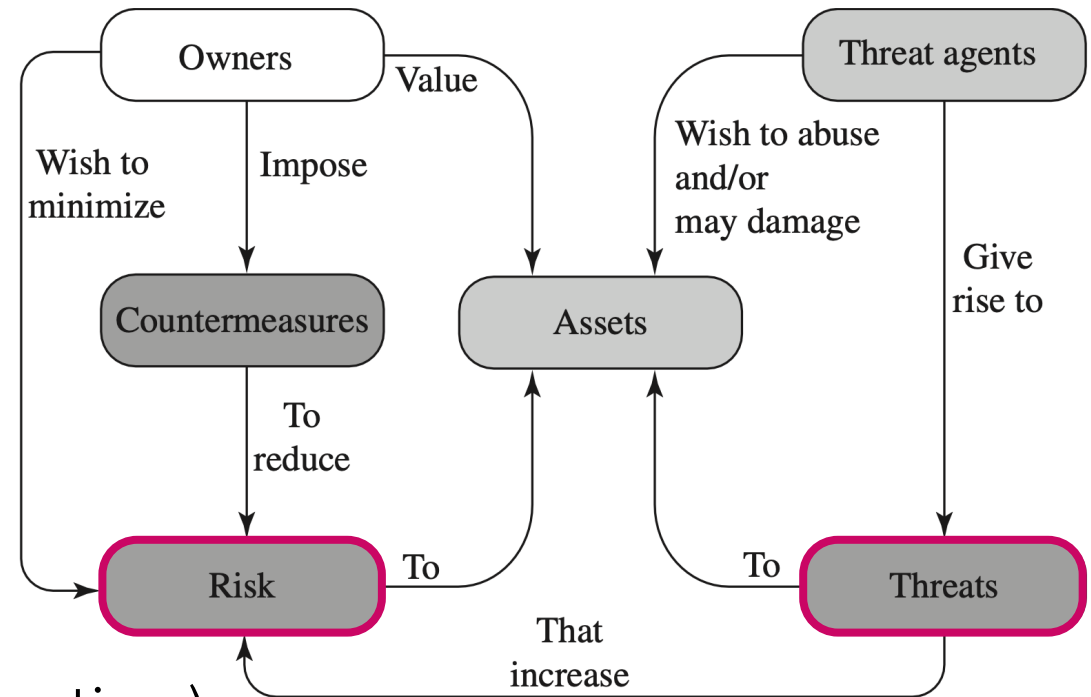 Owners
Threat agents
Value
Wish to
minimize
Impose
Wish to abuse
and/or
may damage
Give
rise to
Countermeasures
Assets
To
reduce
Risk
To
To
Threats
That
increase